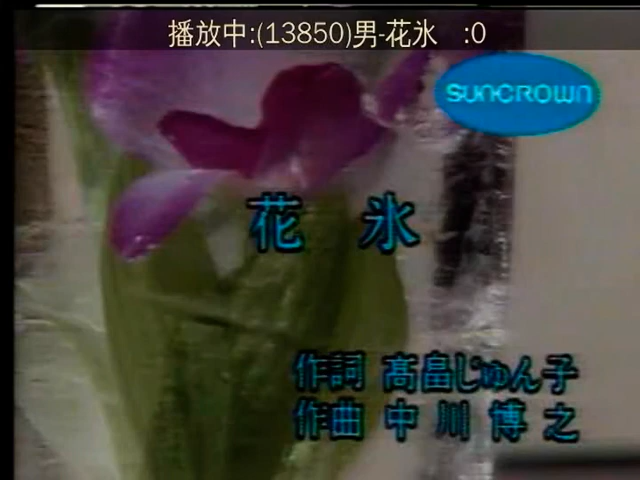 播放中:(13850)男-花氷 :0
SUNCROWN
花 氷
作詞 高畠じゅん子
作曲 中川 博之